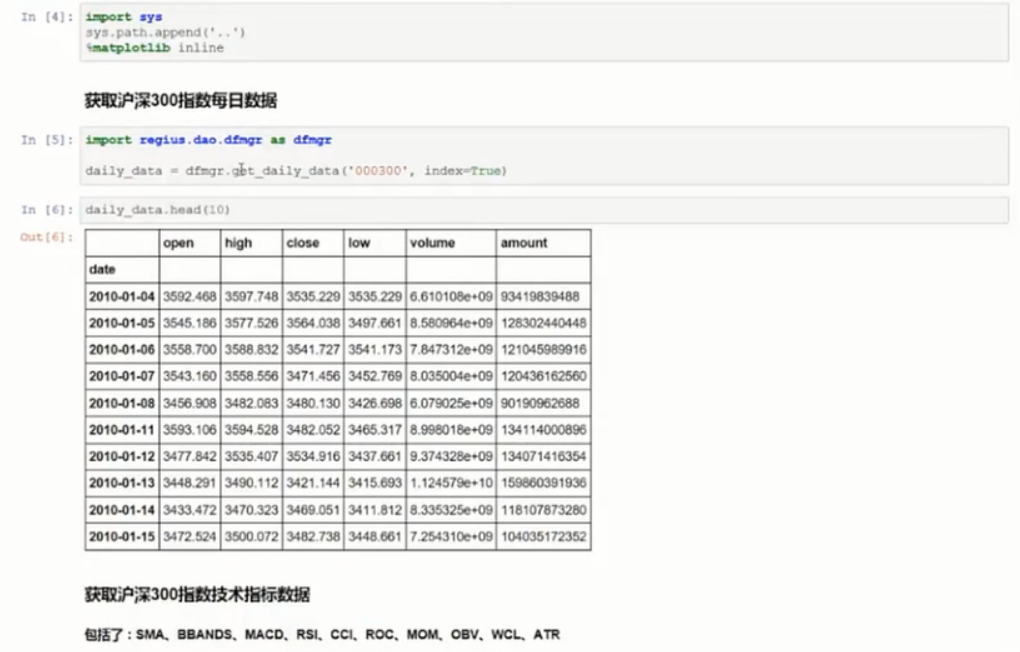 In [4]: import sys
sys.path.append('..')
%matplotlib inline
获取沪深300指数每日数据
In [5]: import regius.dao.dfmgr as dfmgr
daily_data = dfmgr.get_daily_data('000300', index=True)
In [6]: daily_data.head(10)
Out[6]:
open high close low volume amount
date
2010-01-04 3592.468 3597.748 3535.229 3535.229 6.610108e+09 93419839488
2010-01-05 3545.186 3577.526 3564.038 3497.661 8.580964e+09 128302440448
2010-01-06 3558.700 3588.832 3541.727 3541.173 7.847312e+09 121045989916
2010-01-07 3543.160 3558.556 3471.456 3452.769 8.035004e+09 120436162560
2010-01-08 3456.908 3482.083 3480.130 3426.698 6.079025e+09 90190962688
2010-01-11 3593.106 3594.528 3482.052 3465.317 8.998018e+09 134114000896
2010-01-12 3477.842 3535.407 3534.916 3437.661 9.374328e+09 134071416354
2010-01-13 3448.291 3490.112 3421.144 3415.693 1.124579e+10 159860391936
2010-01-14 3433.472 3470.323 3469.051 3411.812 8.335325e+09 118107873280
2010-01-15 3472.524 3500.072 3482.738 3448.661 7.254310e+09 104035172352
获取沪深300指数技术指标数据
包括了：SMA、BBANDS、MACD、RSI、CCI、ROC、MOM、OBV、WCL、ATR